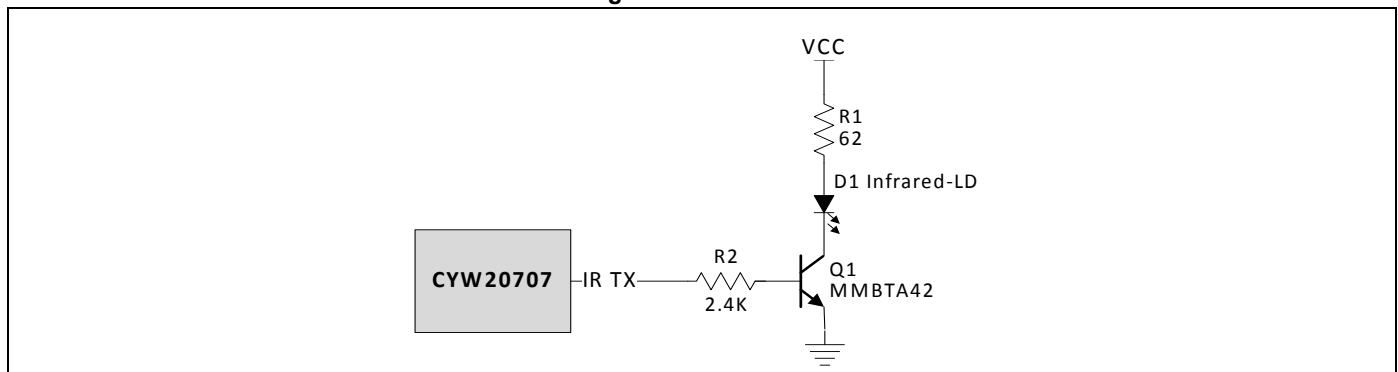 VCC
R1
62
D1 Infrared-LD
CYW20707
IR TX
R2
2.4K
Q1
MMBTA42